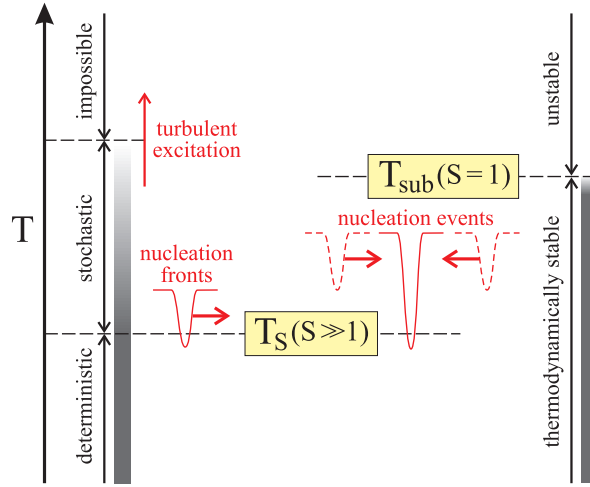 impossible
unstable
turbulent
excitation
T_sub(S=1)
T
stochastic
nucleation
fronts
nucleation events
thermodynamically stable
T_S(S≫1)
deterministic